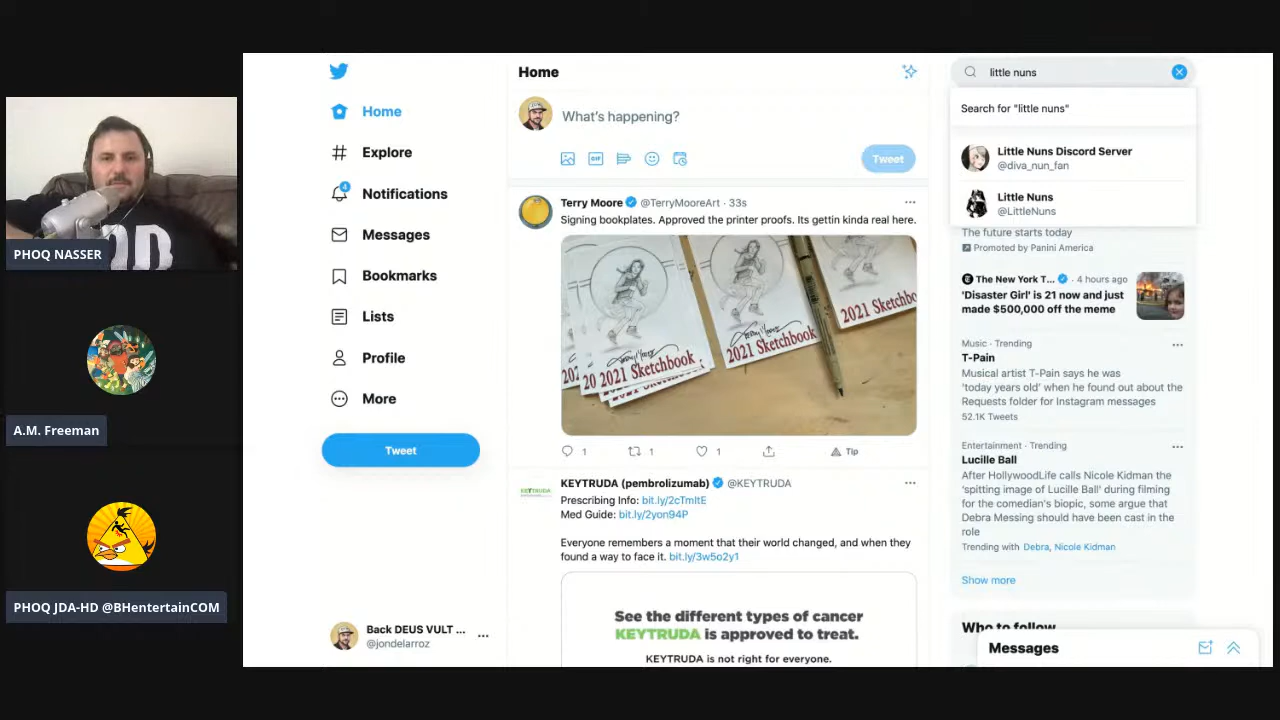 PHOQ NASSER
A.M. Freeman
PHOQ JDA-HD @BHentertainCOM
Home
Explore
4
Notifications
Messages
Bookmarks
Lists
Profile
More
Tweet
Back DEUS VULT ...
@jondelarroz
Home
What's happening?
GIF
Tweet
Terry Moore @TerryMooreArt · 33s
Signing bookplates. Approved the printer proofs. Its gettin kinda real here.
2021 Sketchbook
2021 Sketchbook
2021 Sketchbo
1
1
1
Tip
KEYTRUDA
KEYTRUDA (pembrolizumab) @KEYTRUDA
Prescribing Info: bit.ly/2cTmItE
Med Guide: bit.ly/2yon94P
Everyone remembers a moment that their world changed, and when they
found a way to face it. bit.ly/3w5o2y1
See the different types of cancer
KEYTRUDA is approved to treat.
KEYTRUDA is not right for everyone.
little nuns
Search for "little nuns"
Little Nuns Discord Server
@diva_nun_fan
Little Nuns
@LittleNuns
The future starts today
Promoted by Panini America
The New York T... · 4 hours ago
'Disaster Girl' is 21 now and just
made $500,000 off the meme
Music · Trending
T-Pain
Musical artist T-Pain says he was
'today years old' when he found out about the
Requests folder for Instagram messages
52.1K Tweets
Entertainment · Trending
Lucille Ball
After HollywoodLife calls Nicole Kidman the
'spitting image of Lucille Ball' during filming
for the comedian's biopic, some argue that
Debra Messing should have been cast in the
role
Trending with Debra, Nicole Kidman
Show more
Who to follow
Messages